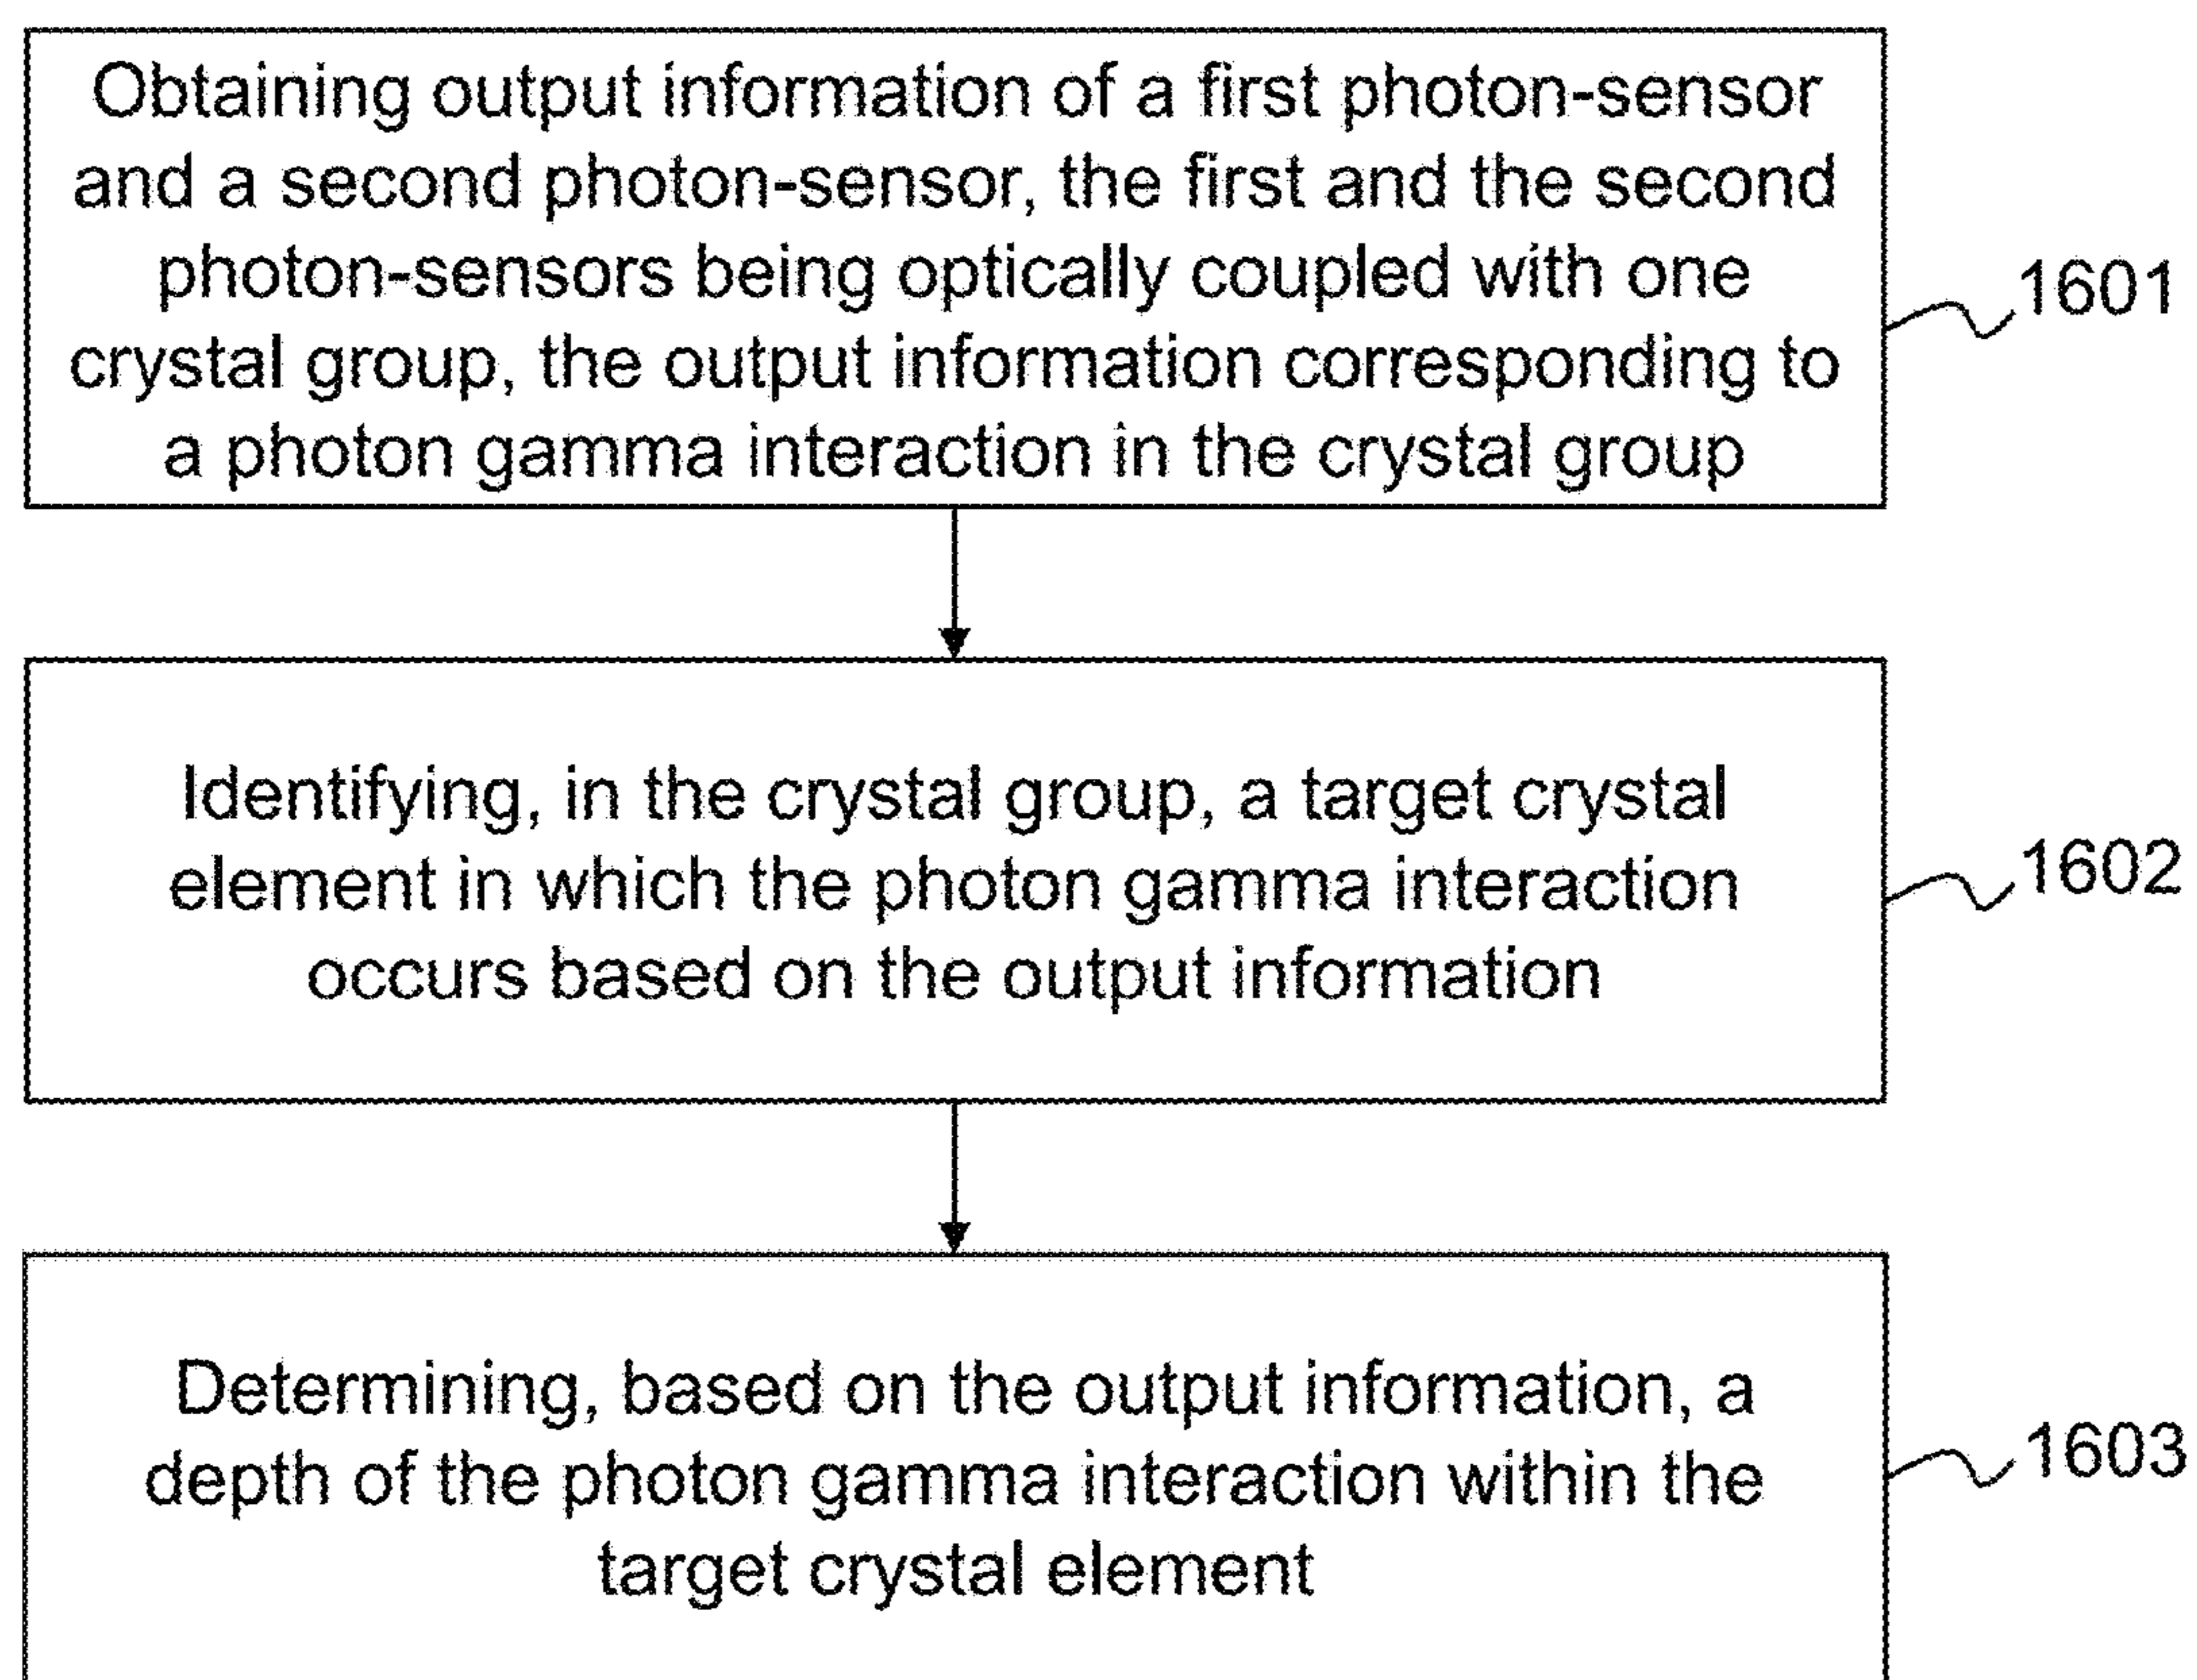 Obtaining output information of a first photon-sensor
and a second photon-sensor, the first and the second
photon-sensors being optically coupled with one
crystal group, the output information corresponding to
a photon gamma interaction in the crystal group
1601
Identifying, in the crystal group, a target crystal
element in which the photon gamma interaction
occurs based on the output information
1602
Determining, based on the output information, a
depth of the photon gamma interaction within the
target crystal element
1603